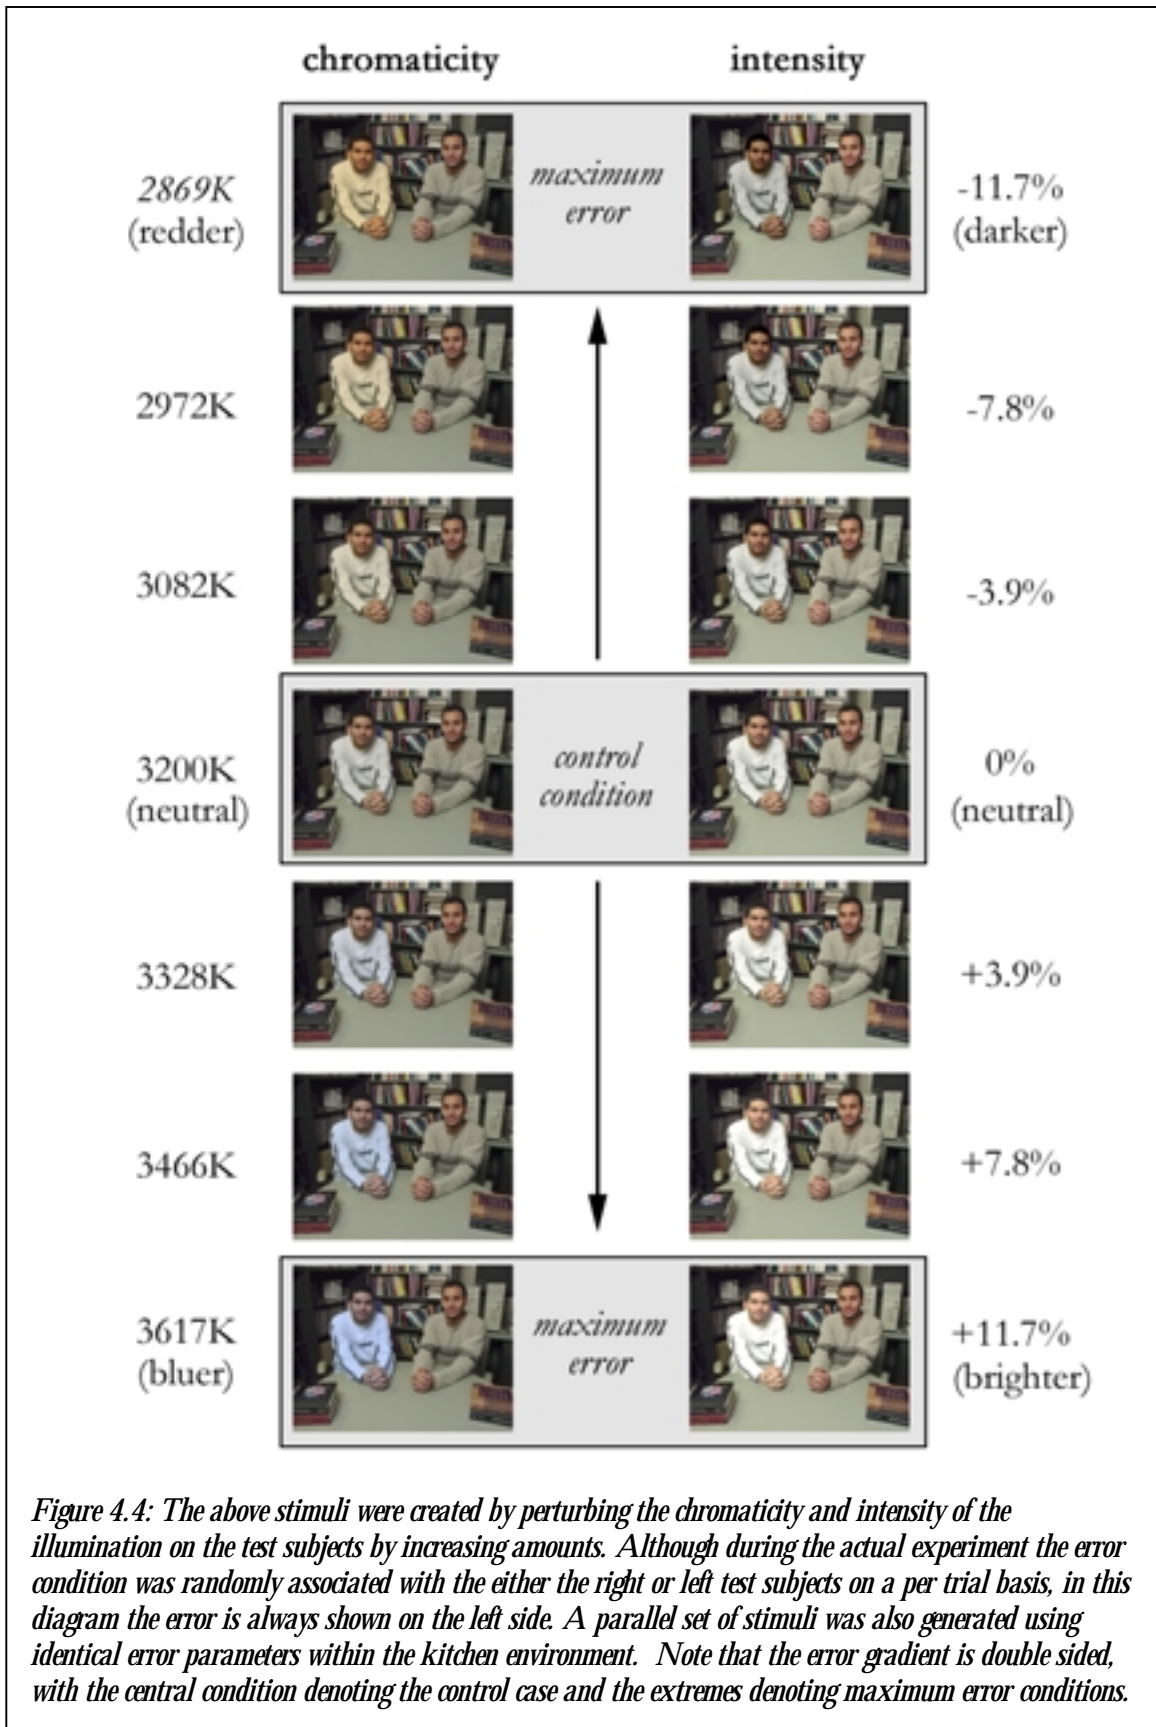 chromaticity intensity
2869K
(redder)
maximum
error
-11.7%
(darker)
2972K
-7.8%
3082K
-3.9%
3200K
(neutral)
control
condition
0%
(neutral)
3328K
+3.9%
3466K
+7.8%
3617K
(bluer)
maximum
error
+11.7%
(brighter)
Figure 4.4: The above stimuli were created by perturbing the chromaticity and intensity of the
illumination on the test subjects by increasing amounts. Although during the actual experiment the error
condition was randomly associated with the either the right or left test subjects on a per trial basis, in this
diagram the error is always shown on the left side. A parallel set of stimuli was also generated using
identical error parameters within the kitchen environment. Note that the error gradient is double sided,
with the central condition denoting the control case and the extremes denoting maximum error conditions.